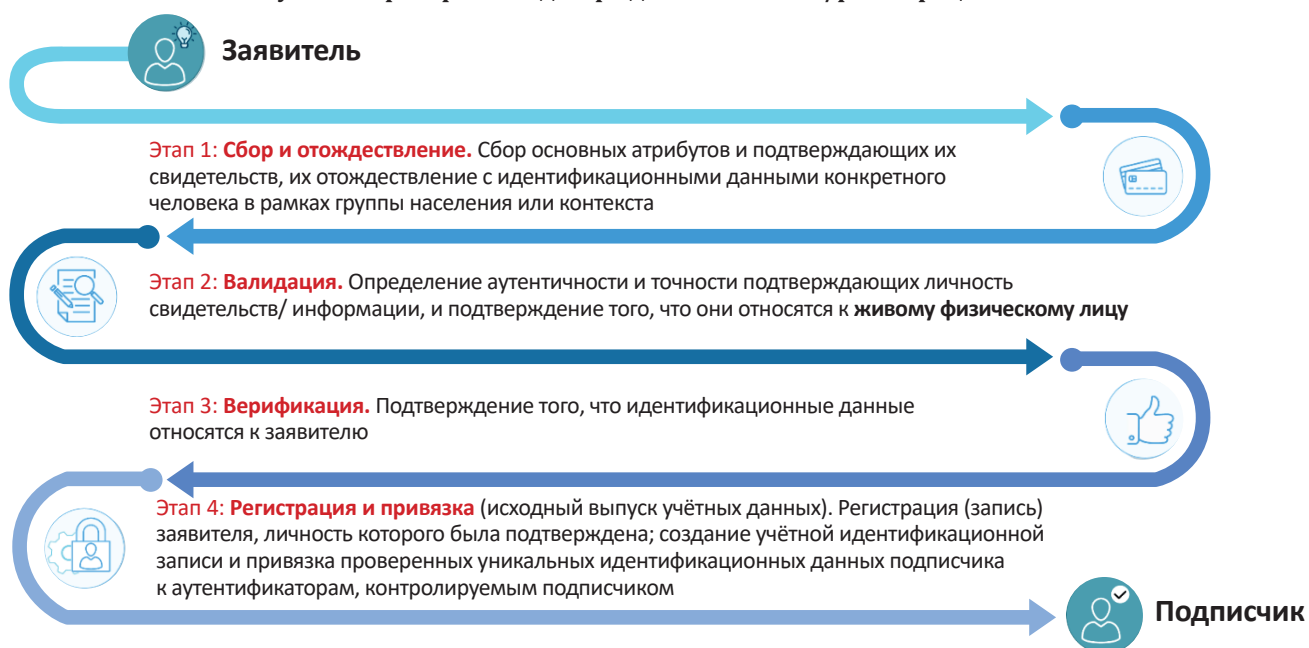 Заявитель
Этап 1: Сбор и отождествление. Сбор основных атрибутов и подтверждающих их
свидетельств, их отождествление с идентификационными данными конкретного
человека в рамках группы населения или контекста
Этап 2: Валидация. Определение аутентичности и точности подтверждающих личность
свидетельств/ информации, и подтверждение того, что они относятся к живому физическому лицу
Этап 3: Верификация. Подтверждение того, что идентификационные данные
относятся к заявителю
Этап 4: Регистрация и привязка (исходный выпуск учётных данных). Регистрация (запись)
заявителя, личность которого была подтверждена; создание учётной идентификационной
записи и привязка проверенных уникальных идентификационных данных подписчика
к аутентификаторам, контролируемым подписчиком
Подписчик